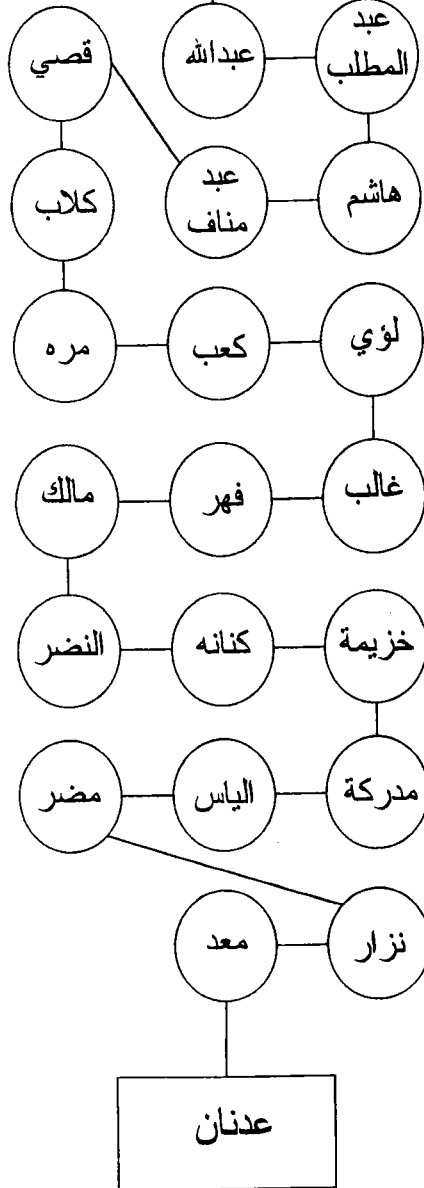 عبد المطلب
عبدالله
قصي
هاشم
عبد مناف
كلاب
لؤي
كعب
مره
غالب
فهر
مالك
خزيمة
كنانه
النضر
مدركة
الياس
مضر
نزار
معد
عدنان